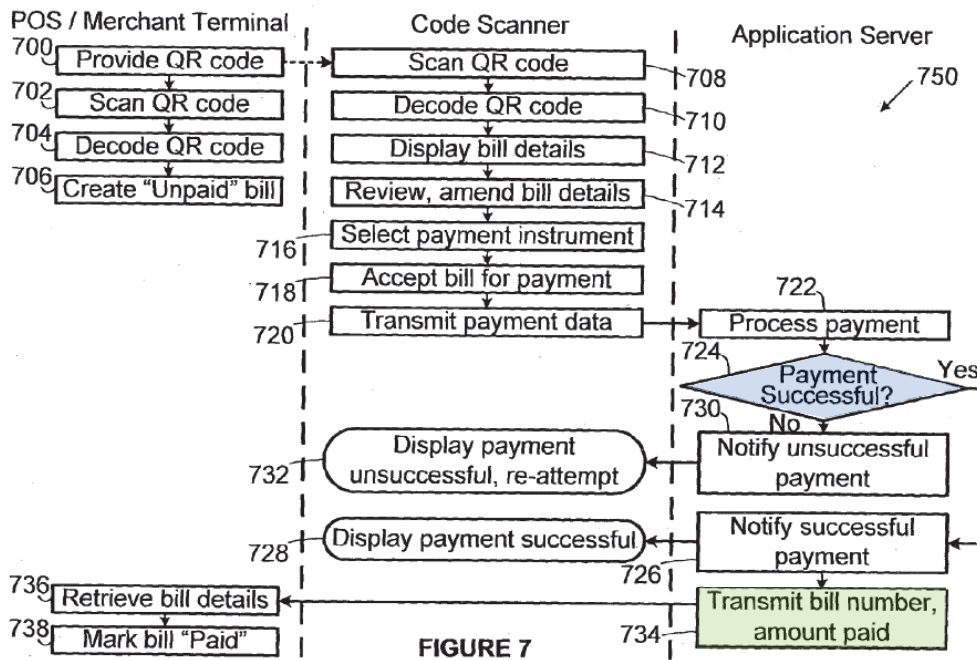 POS / Merchant Terminal
Code Scanner
Application Server
700
Provide QR code
Scan QR code
708
750
702
Scan QR code
Decode QR code
710
704
Decode QR code
Display bill details
712
706
Create “Unpaid” bill
Review, amend bill details
714
716
Select payment instrument
718
Accept bill for payment
722
720
Transmit payment data
Process payment
724
Payment
Successful?
Yes
730
No
732
Display payment
unsuccessful, re-attempt
Notify unsuccessful
payment
728
Display payment successful
726
Notify successful
payment
736
Retrieve bill details
738
Mark bill “Paid”
734
Transmit bill number,
amount paid
FIGURE 7